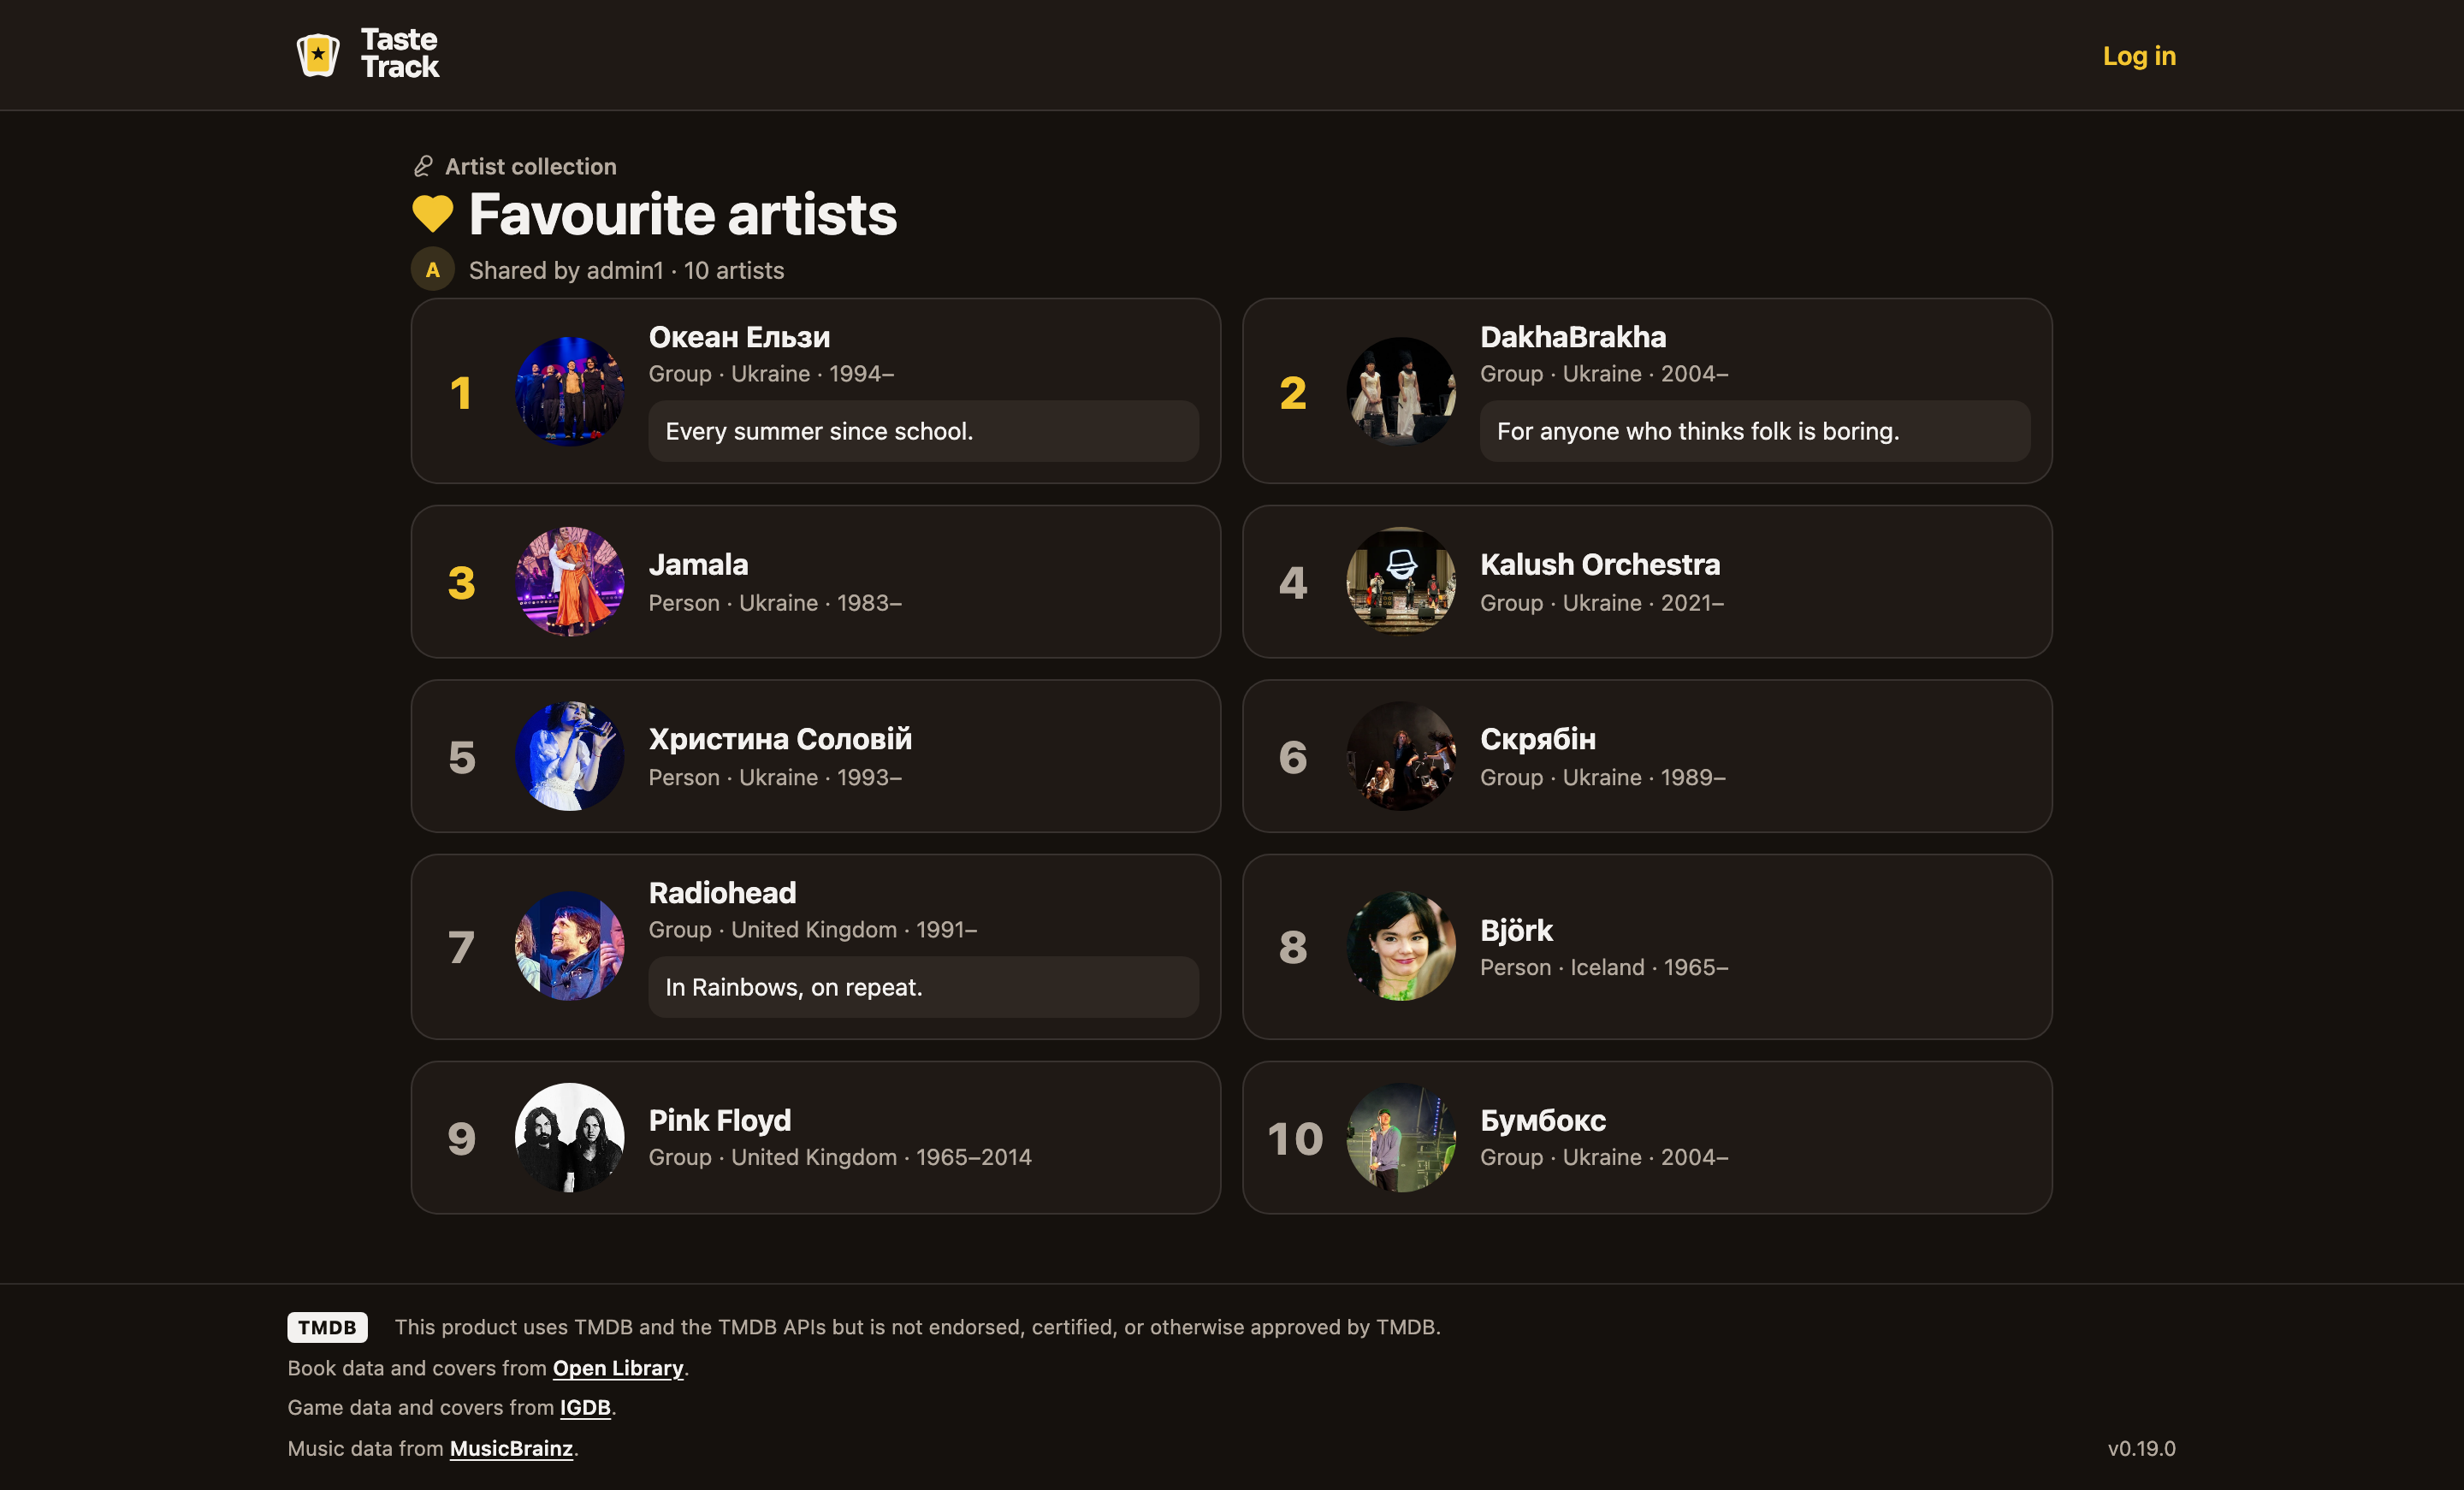 Taste
Track
Log in
Artist collection
Favourite artists
A
Shared by admin1 · 10 artists
1
Океан Ельзи
Group · Ukraine · 1994–
Every summer since school.
2
DakhaBrakha
Group · Ukraine · 2004–
For anyone who thinks folk is boring.
3
Jamala
Person · Ukraine · 1983–
4
Kalush Orchestra
Group · Ukraine · 2021–
5
Христина Соловій
Person · Ukraine · 1993–
6
Скрябін
Group · Ukraine · 1989–
7
Radiohead
Group · United Kingdom · 1991–
In Rainbows, on repeat.
8
Björk
Person · Iceland · 1965–
9
Pink Floyd
Group · United Kingdom · 1965–2014
10
Бумбокс
Group · Ukraine · 2004–
TMDB
This product uses TMDB and the TMDB APIs but is not endorsed, certified, or otherwise approved by TMDB.
Book data and covers from Open Library.
Game data and covers from IGDB.
Music data from MusicBrainz.
v0.19.0